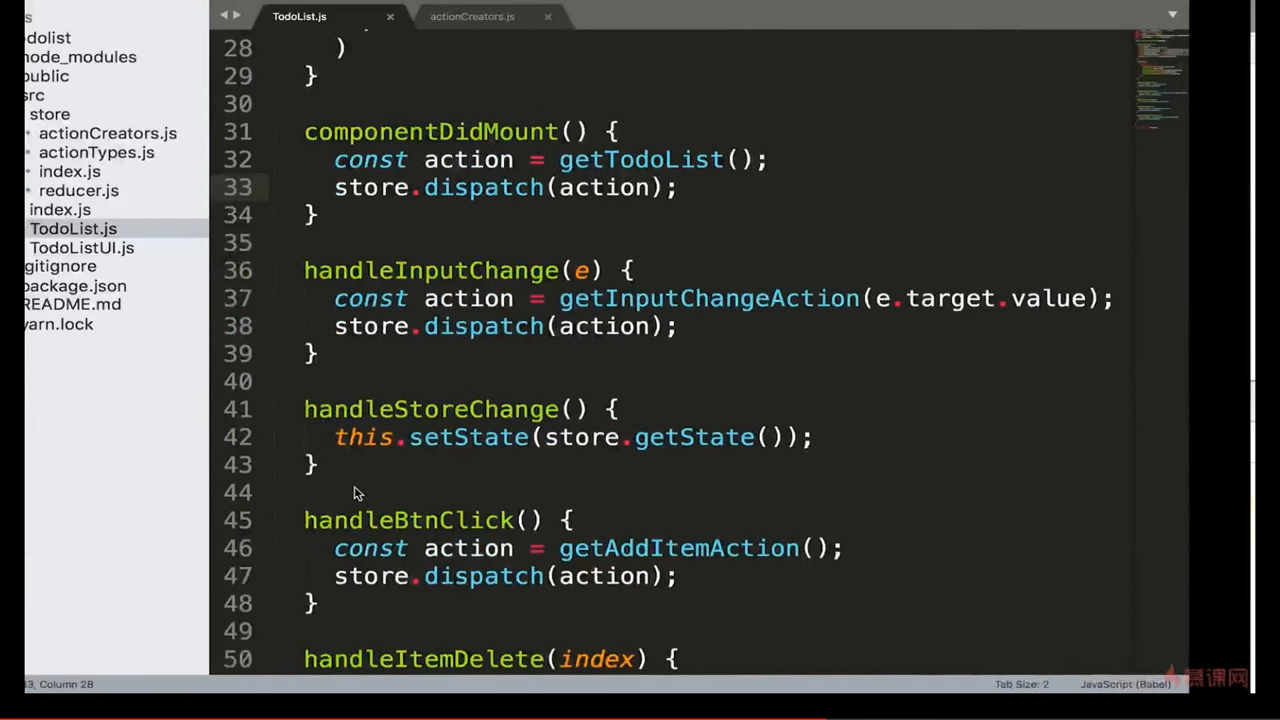 TodoList.js × actionCreators.js ×
s
dolist
node_modules
public
src
store
actionCreators.js
actionTypes.js
index.js
reducer.js
index.js
TodoList.js
TodoListUI.js
gitignore
package.json
README.md
yarn.lock
28 )
29 }
30
31 componentDidMount() {
32 const action = getTodoList();
33 store.dispatch(action);
34 }
35
36 handleInputChange(e) {
37 const action = getInputChangeAction(e.target.value);
38 store.dispatch(action);
39 }
40
41 handleStoreChange() {
42 this.setState(store.getState());
43 }
44
45 handleBtnClick() {
46 const action = getAddItemAction();
47 store.dispatch(action);
48 }
49
50 handleItemDelete(index) {
33, Column 28
Tab Size: 2
JavaScript (Babel)
慕课网